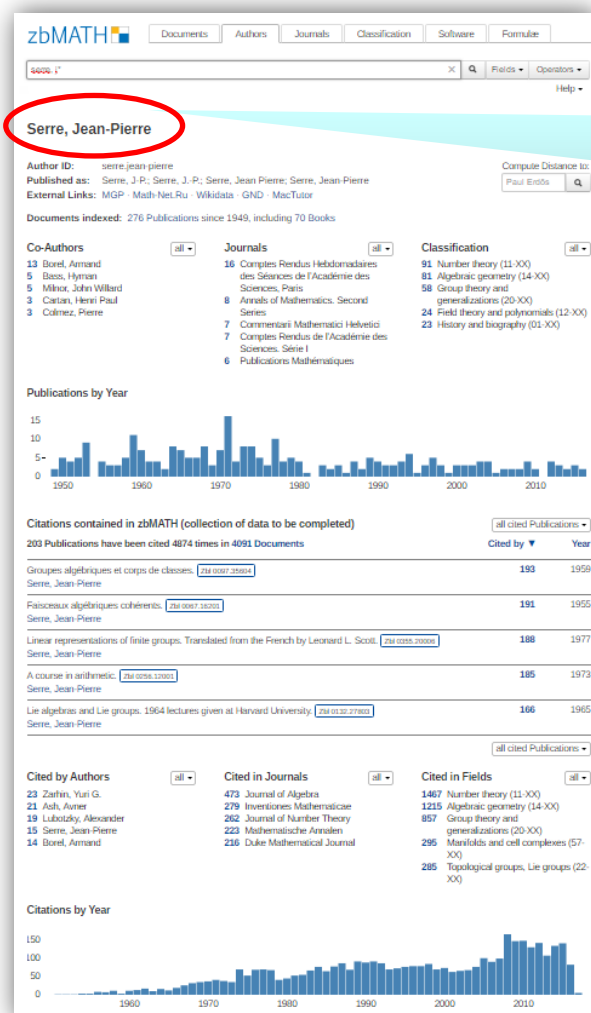 zbMATH
Documents Authors Journals Classification Software Formulæ
Fields Operators
Help
Serre, Jean-Pierre
Author ID: serre.jean-pierre
Compute Distance to:
Published as: Serre, J-P.; Serre, J.-P.; Serre, Jean Pierre; Serre, Jean-Pierre
Paul Erdős
External Links: MGP · Math-Net.Ru · Wikidata · GND · MacTutor
Documents indexed: 276 Publications since 1949, including 70 Books
Co-Authors all
13 Borel, Armand
5 Bass, Hyman
5 Milnor, John Willard
3 Cartan, Henri Paul
3 Colmez, Pierre
Journals all
16 Comptes Rendus Hebdomadaires
des Séances de l'Académie des
Sciences, Paris
8 Annals of Mathematics. Second
Series
7 Commentarii Mathematici Helvetici
7 Comptes Rendus de l'Académie des
Sciences. Série I
6 Publications Mathématiques
Classification all
91 Number theory (11-XX)
81 Algebraic geometry (14-XX)
58 Group theory and
generalizations (20-XX)
24 Field theory and polynomials (12-XX)
23 History and biography (01-XX)
Publications by Year
15
10
5
0
1950 1960 1970 1980 1990 2000 2010
Citations contained in zbMATH (collection of data to be completed) all cited Publications
203 Publications have been cited 4874 times in 4091 Documents Cited by ▼ Year
Groupes algébriques et corps de classes. Zbl 0097.35604 193 1959
Serre, Jean-Pierre
Faisceaux algébriques cohérents. Zbl 0067.16201 191 1955
Serre, Jean-Pierre
Linear representations of finite groups. Translated from the French by Leonard L. Scott. Zbl 0355.20006 188 1977
Serre, Jean-Pierre
A course in arithmetic. Zbl 0256.12001 185 1973
Serre, Jean-Pierre
Lie algebras and Lie groups. 1964 lectures given at Harvard University. Zbl 0132.27803 166 1965
Serre, Jean-Pierre
all cited Publications
Cited by Authors all
23 Zarhin, Yuri G.
21 Ash, Avner
19 Lubotzky, Alexander
15 Serre, Jean-Pierre
14 Borel, Armand
Cited in Journals all
473 Journal of Algebra
279 Inventiones Mathematicae
262 Journal of Number Theory
223 Mathematische Annalen
216 Duke Mathematical Journal
Cited in Fields all
1467 Number theory (11-XX)
1215 Algebraic geometry (14-XX)
857 Group theory and
generalizations (20-XX)
295 Manifolds and cell complexes (57-
XX)
285 Topological groups, Lie groups (22-
XX)
Citations by Year
150
100
50
0
1960 1970 1980 1990 2000 2010